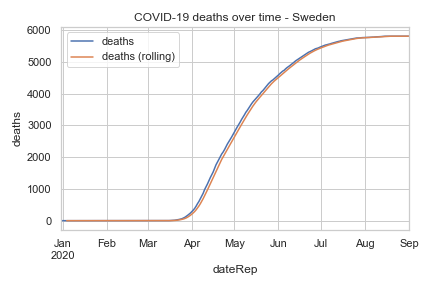 COVID-19 deaths over time - Sweden
deaths
deaths (rolling)
6000
5000
4000
3000
2000
1000
0
deaths
Jan Feb Mar Apr May Jun Jul Aug Sep
2020
dateRep